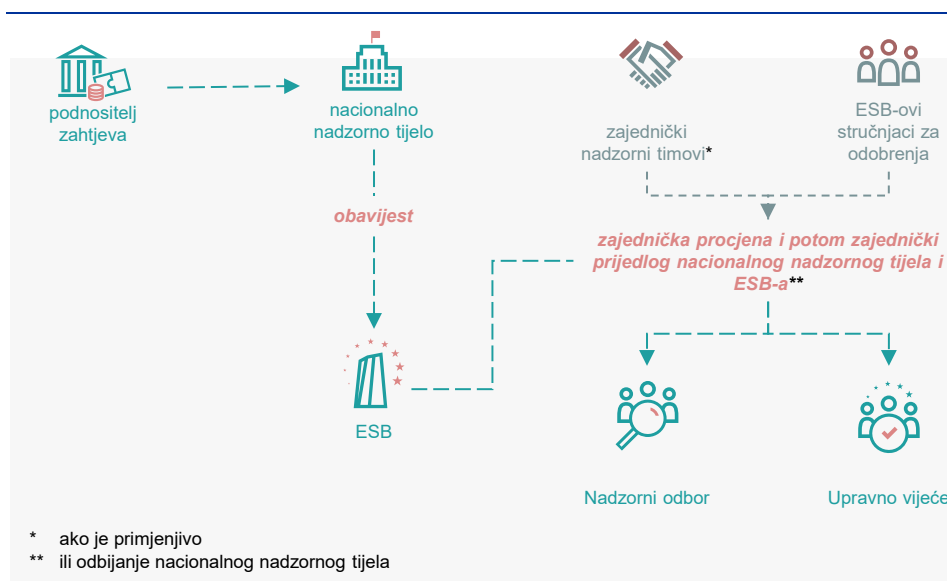 podnositelj
zahtjeva
nacionalno
nadzorno tijelo
zajednički
nadzorni timovi*
ESB-ovi
stručnjaci za
odobrenja
obavijest
zajednička procjena i potom zajednički
prijedlog nacionalnog nadzornog tijela i
ESB-a**
ESB
Nadzorni odbor
Upravno vijeće
* ako je primjenjivo
** ili odbijanje nacionalnog nadzornog tijela